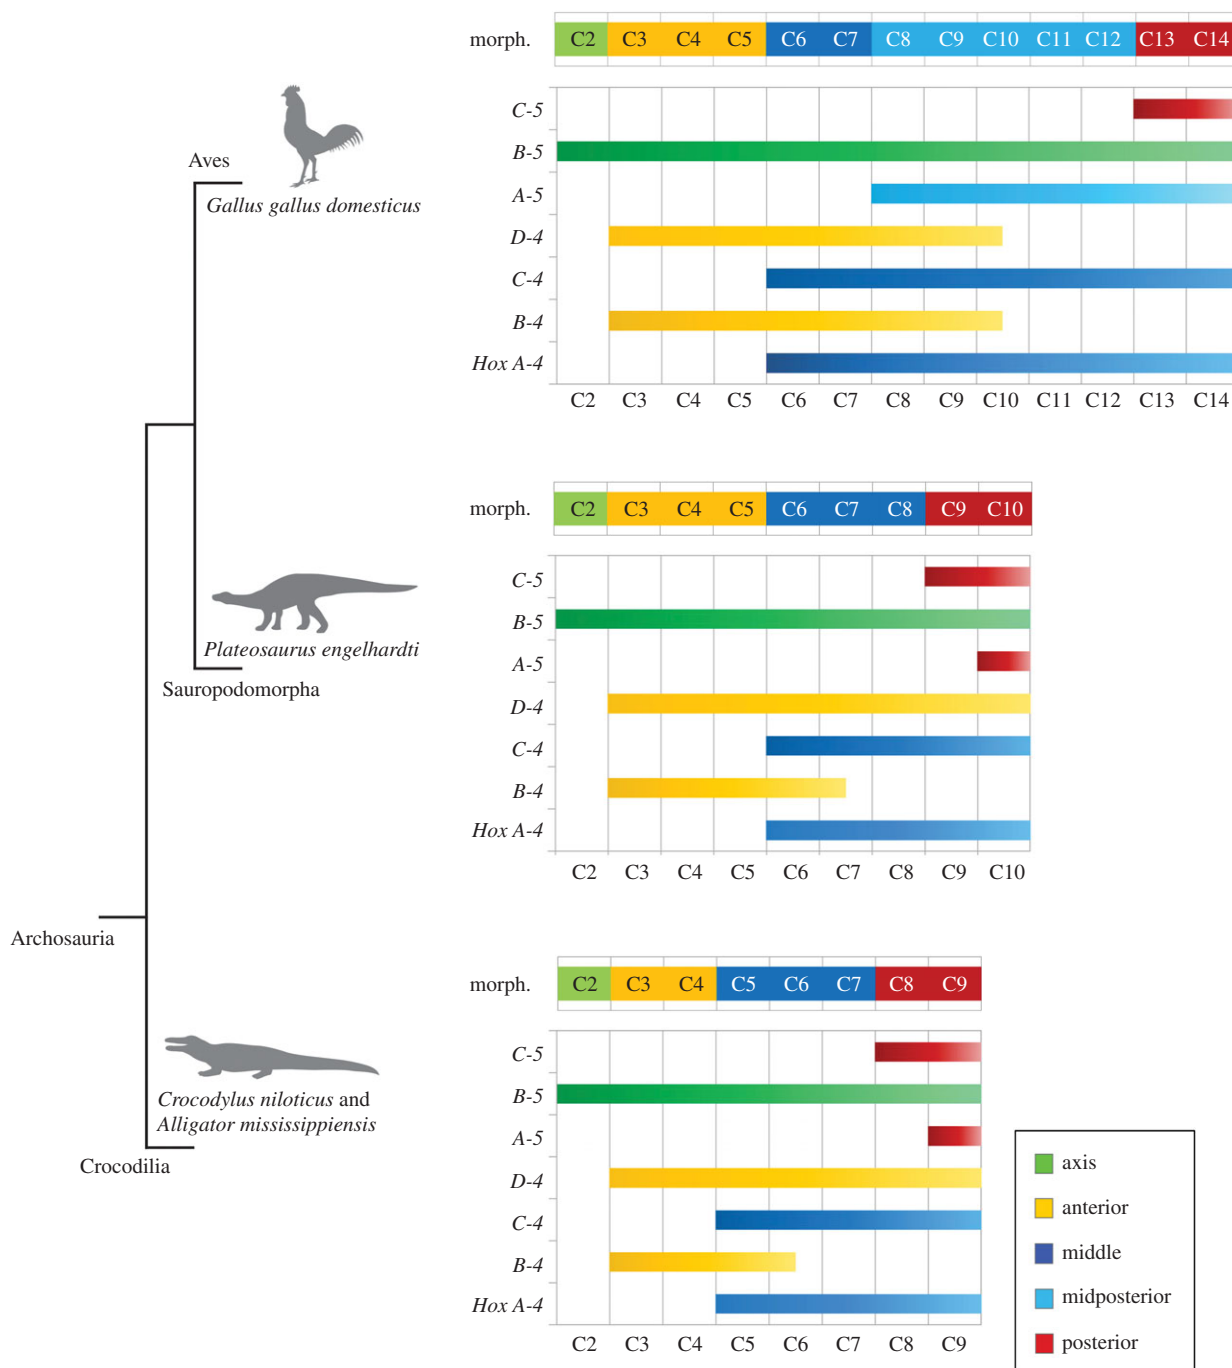 morph. C2 C3 C4 C5 C6 C7 C8 C9 C10 C11 C12 C13 C14
C-5
B-5
Aves
Gallus gallus domesticus
A-5
D-4
C-4
B-4
Hox A-4
C2 C3 C4 C5 C6 C7 C8 C9 C10 C11 C12 C13 C14
morph. C2 C3 C4 C5 C6 C7 C8 C9 C10
C-5
B-5
Plateosaurus engelhardti
Sauropodomorpha
A-5
D-4
C-4
B-4
Hox A-4
C2 C3 C4 C5 C6 C7 C8 C9 C10
Archosauria
morph. C2 C3 C4 C5 C6 C7 C8 C9
C-5
B-5
Crocodylus niloticus and
Alligator mississippiensis
Crocodilia
A-5
D-4
C-4
B-4
Hox A-4
C2 C3 C4 C5 C6 C7 C8 C9
axis
anterior
middle
midposterior
posterior